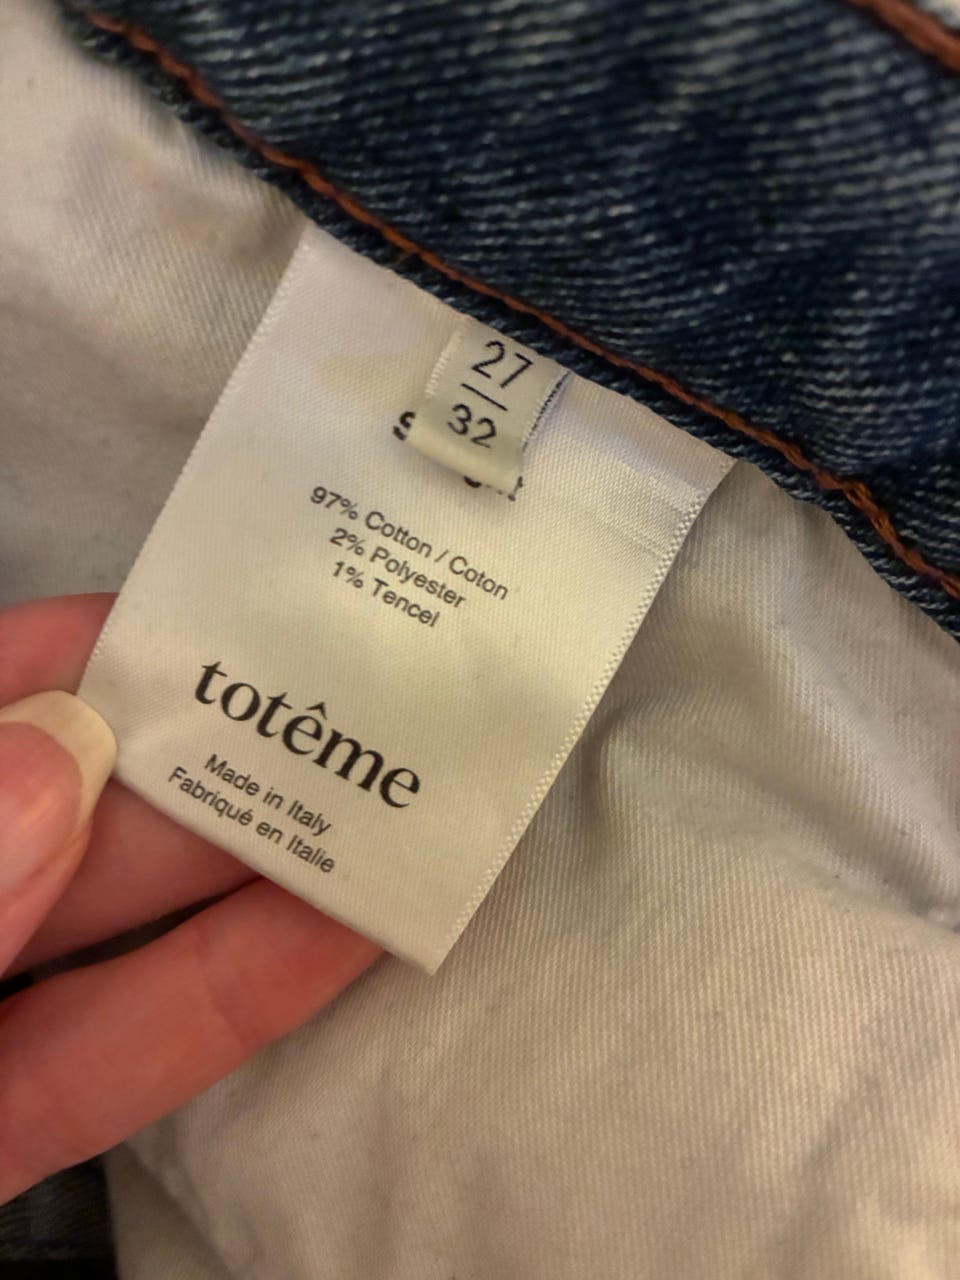 27
32
97% Cotton / Coton
2% Polyester
1% Tencel
totême
Made in Italy
Fabriqué en Italie